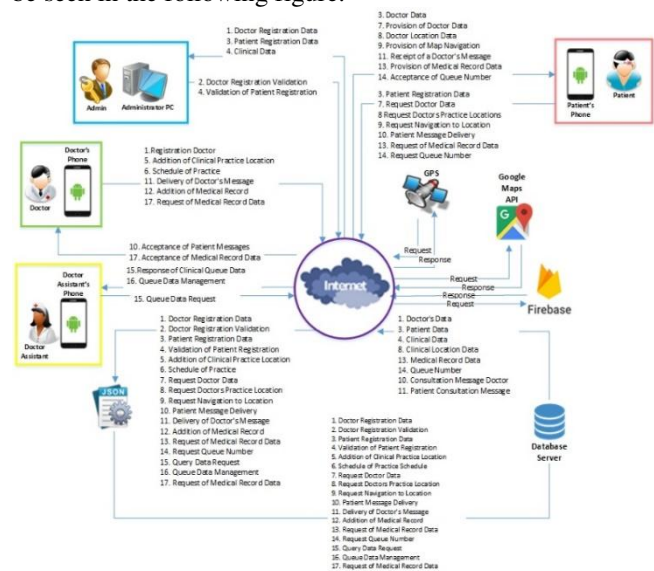 be seen in the following figure.
1. Doctor Registration Data
3. Patient Registration Data
4. Clinical Data
2. Doctor Registration Validation
4. Validation of Patient Registration
Admin
Administrator PC
3. Doctor Data
7. Provision of Doctor Data
8. Doctor Location Data
9. Provision of Map Navigation
11. Receipt of a Doctor's Message
13. Provision of Medical Record Data
14. Acceptance of Queue Number
3. Patient Registration Data
7. Request Doctor Data
8 Request Doctors Practice Locations
9. Request Navigation to Location
10. Patient Message Delivery
13. Request of Medical Record Data
14. Request Queue Number
Patient's
Phone
Patient
Doctor's
Phone
Doctor
1.Registration Doctor
5. Addition of Clinical Practice Location
6. Schedule of Practice
11. Delivery of Doctor's Message
12. Addition of Medical Record
17. Request of Medical Record Data
10. Acceptance of Patient Messages
17. Acceptance of Medical Record Data
GPS
Google
Maps
API
Request
Response
Internet
Request
Response
Response
Request
Firebase
Doctor
Assistant's
Phone
Doctor
Assistant
15.Response of Clinical Queue Data
16. Queue Data Management
15. Queue Data Request
1. Doctor Registration Data
2. Doctor Registration Validation
3. Patient Registration Data
4. Validation of Patient Registration
5. Addition of Clinical Practice Location
6. Schedule of Practice
7. Request Doctor Data
8. Request Doctors Practice Location
9. Request Navigation to Location
10. Patient Message Delivery
11. Delivery of Doctor's Message
12. Addition of Medical Record
13. Request of Medical Record Data
14. Request Queue Number
15. Query Data Request
16. Queue Data Management
17. Request of Medical Record Data
JSON
1. Doctor's Data
3. Patient Data
4. Clinical Data
8. Clinical Location Data
13. Medical Record Data
14. Queue Number
10. Consultation Message Doctor
11. Patient Consultation Message
Database
Server
1. Doctor Registration Data
2. Doctor Registration Validation
3. Patient Registration Data
4. Validation of Patient Registration
5. Addition of Clinical Practice Location
6. Schedule of Practice Schedule
7. Request Doctor Data
8. Request Doctors Practice Location
9. Request Navigation to Location
10. Patient Message Delivery
11. Delivery of Doctor's Message
12. Addition of Medical Record
13. Request of Medical Record Data
14. Request Queue Number
15. Query Data Request
16. Queue Data Management
17. Request of Medical Record Data